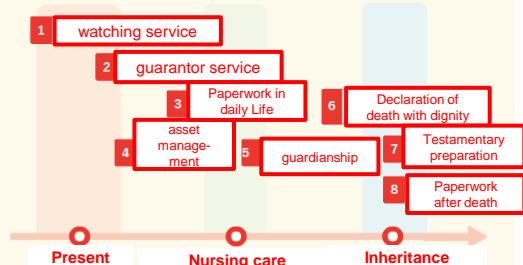 1 watching service
2 guarantor service
3 Paperwork in
daily Life
4 asset
manage-
ment
5 guardianship
6 Declaration of
death with dignity
7 Testamentary
preparation
8 Paperwork
after death
Present
Nursing care
Inheritance